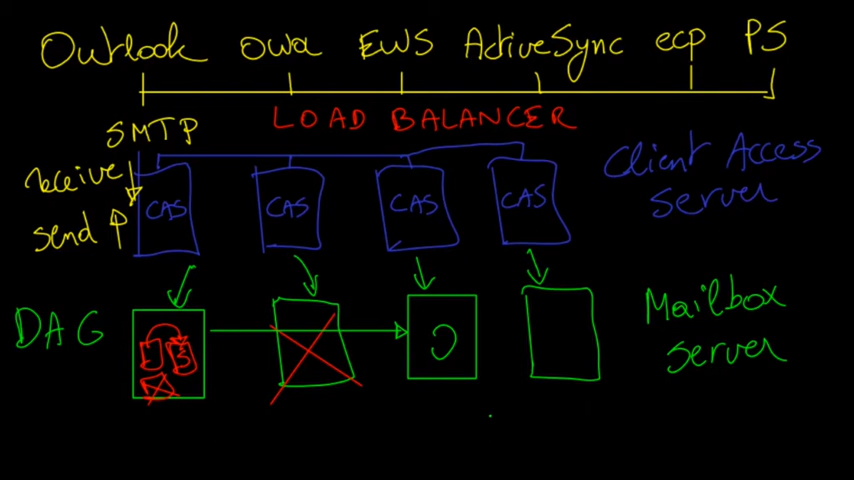 Outlook owa EWS ActiveSync ecp PS
LOAD BALANCER
SMTP
receive
send
CAS CAS CAS CAS
Client Access
server
DAG
Mailbox
server